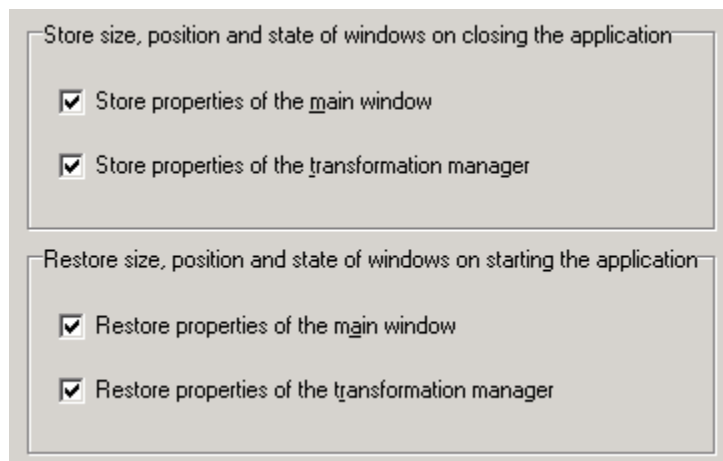 Store size, position and state of windows on closing the application
Store properties of the main window
Store properties of the transformation manager
Restore size, position and state of windows on starting the application
Restore properties of the main window
Restore properties of the transformation manager